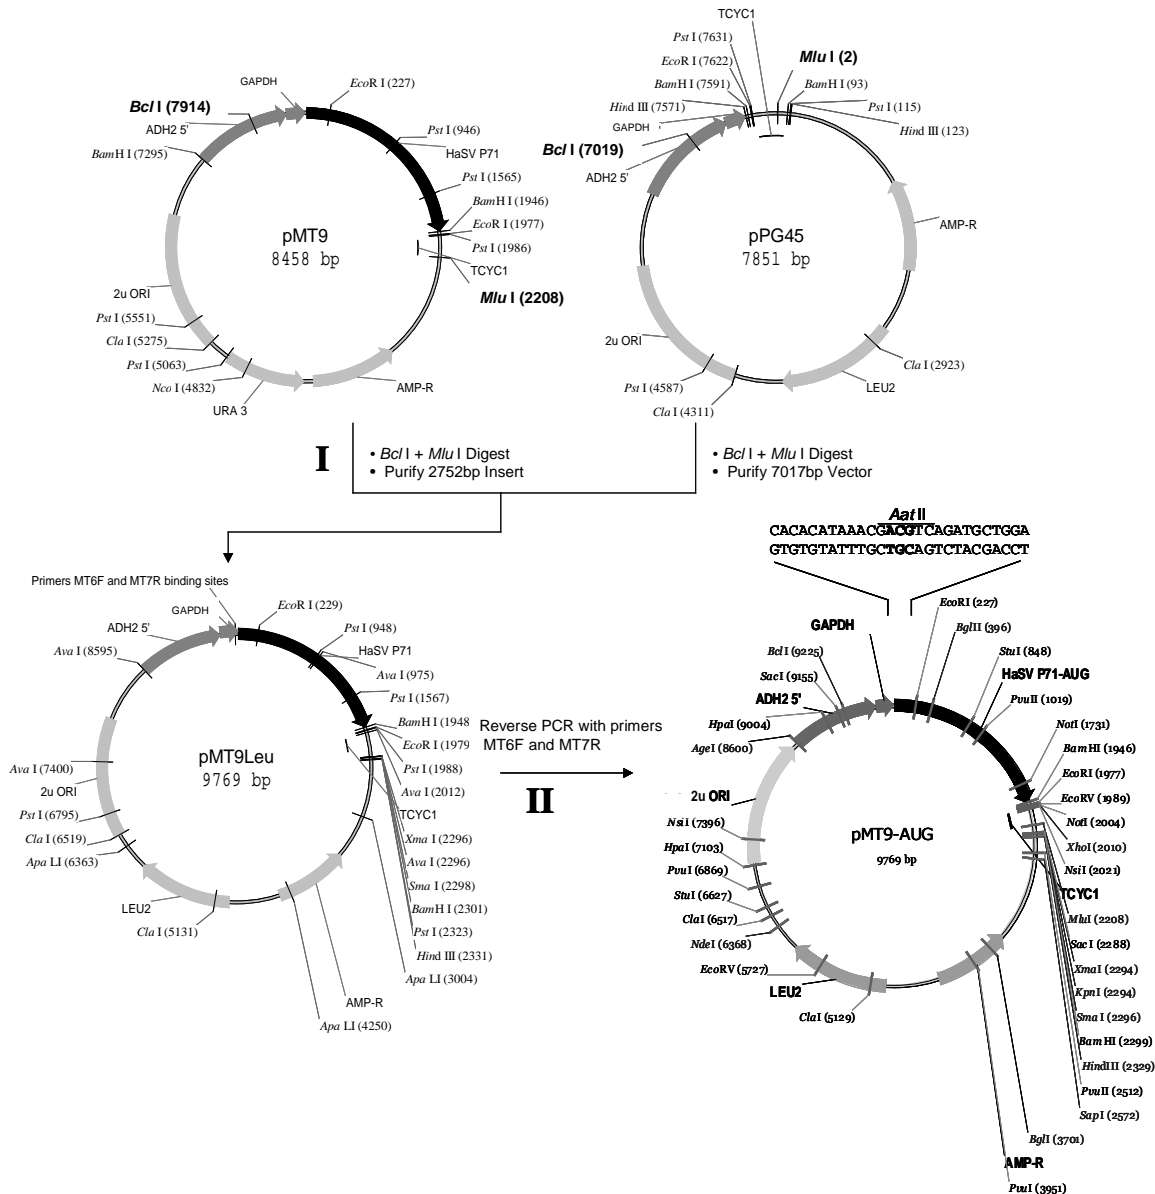 TCYC1
Pst I (7631)
EcoR I (7622)
Mlu I (2)
BamH I (7591)
BamH I (93)
Hind III (7571)
Pst I (115)
GAPDH
Hind III (123)
Bcl I (7019)
ADH2 5'
AMP-R
pPG45
7851 bp
2u ORI
Cla I (2923)
Pst I (4587)
LEU2
Cla I (4311)
GAPDH
EcoR I (227)
Bcl I (7914)
ADH2 5'
Pst I (946)
BamH I (7295)
HaSV P71
Pst I (1565)
BamH I (1946)
EcoR I (1977)
pMT9
8458 bp
Pst I (1986)
TCYC1
Mlu I (2208)
2u ORI
Pst I (5551)
Cla I (5275)
Pst I (5063)
Nco I (4832)
AMP-R
URA 3
I
• Bcl I + Mlu I Digest
• Purify 2752bp Insert
• Bcl I + Mlu I Digest
• Purify 7017bp Vector
Aat II
CACACATAAACGACGTCAGATGCTGGA
GTGTGTATTTGCTGCAGTCTACGACCT
Primers MT6F and MT7R binding sites
GAPDH
EcoR I (229)
ADH2 5'
Pst I (948)
Ava I (8595)
HaSV P71
Ava I (975)
Pst I (1567)
BamH I (1948
EcoR I (1979
Pst I (1988)
Ava I (2012)
TCYC1
Xma I (2296)
Ava I (2296)
Sma I (2298)
BamH I (2301)
Pst I (2323)
Hind III (2331)
Apa LI (3004)
pMT9Leu
9769 bp
Ava I (7400)
2u ORI
Pst I (6795)
Cla I (6519)
Apa LI (6363)
LEU2
Cla I (5131)
AMP-R
Apa LI (4250)
Reverse PCR with primers
MT6F and MT7R
II
EcoRI (227)
GAPDH
BglII (396)
BclI (9225)
StuI (848)
SacI (9155)
HaSV P71-AUG
ADH2 5'
PvuII (1019)
HpaI (9004)
NotI (1731)
AgeI (8600)
BamHI (1946)
EcoRI (1977)
2u ORI
EcoRV (1989)
NsiI (7396)
NotI (2004)
pMT9-AUG
9769 bp
HpaI (7103)
XhoI (2010)
PvuI (6869)
NsiI (2021)
StuI (6627)
TCYC1
ClaI (6517)
MluI (2208)
NdeI (6368)
SacI (2288)
EcoRV (5727)
XmaI (2294)
LEU2
KpnI (2294)
ClaI (5129)
SmaI (2296)
BamHI (2299)
HindIII (2329)
PvuII (2512)
SapI (2572)
BglI (3701)
AMP-R
PvuI (3951)